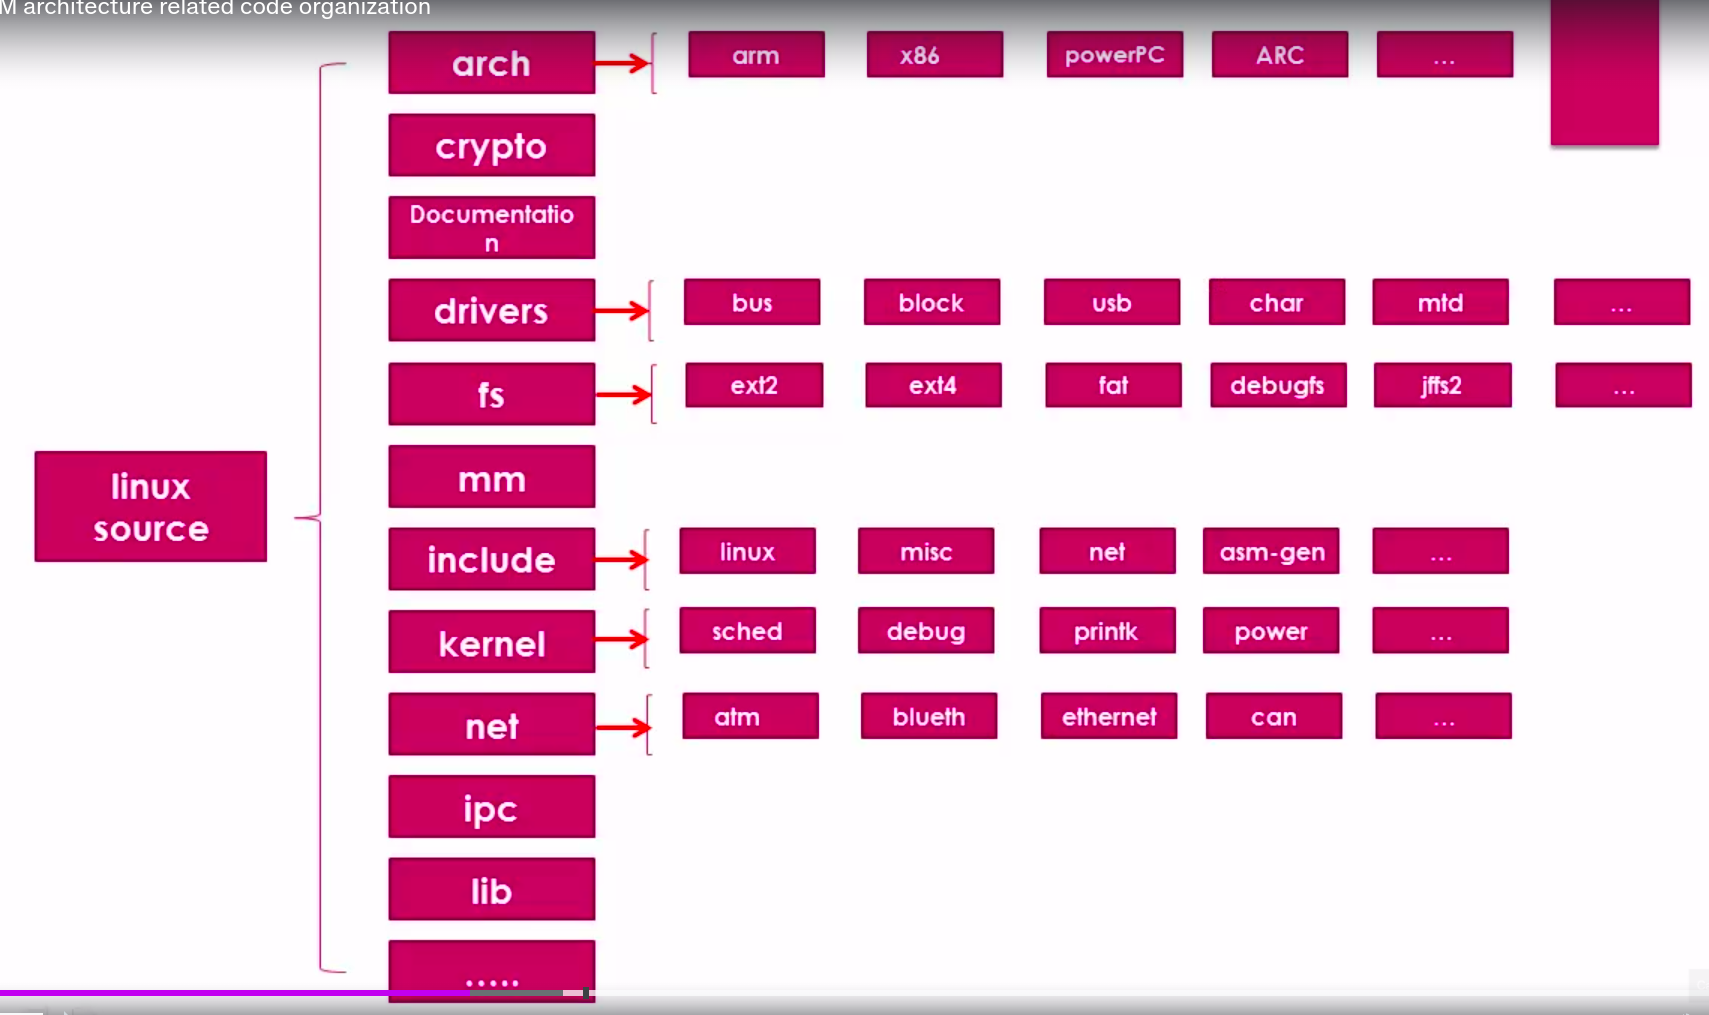 M architecture related code organization
arch
arm
x86
powerPC
ARC
...
crypto
Documentatio
n
drivers
bus
block
usb
char
mtd
...
fs
ext2
ext4
fat
debugfs
jffs2
...
linux
source
mm
include
linux
misc
net
asm-gen
...
kernel
sched
debug
printk
power
...
net
atm
blueth
ethernet
can
...
ipc
lib
.....